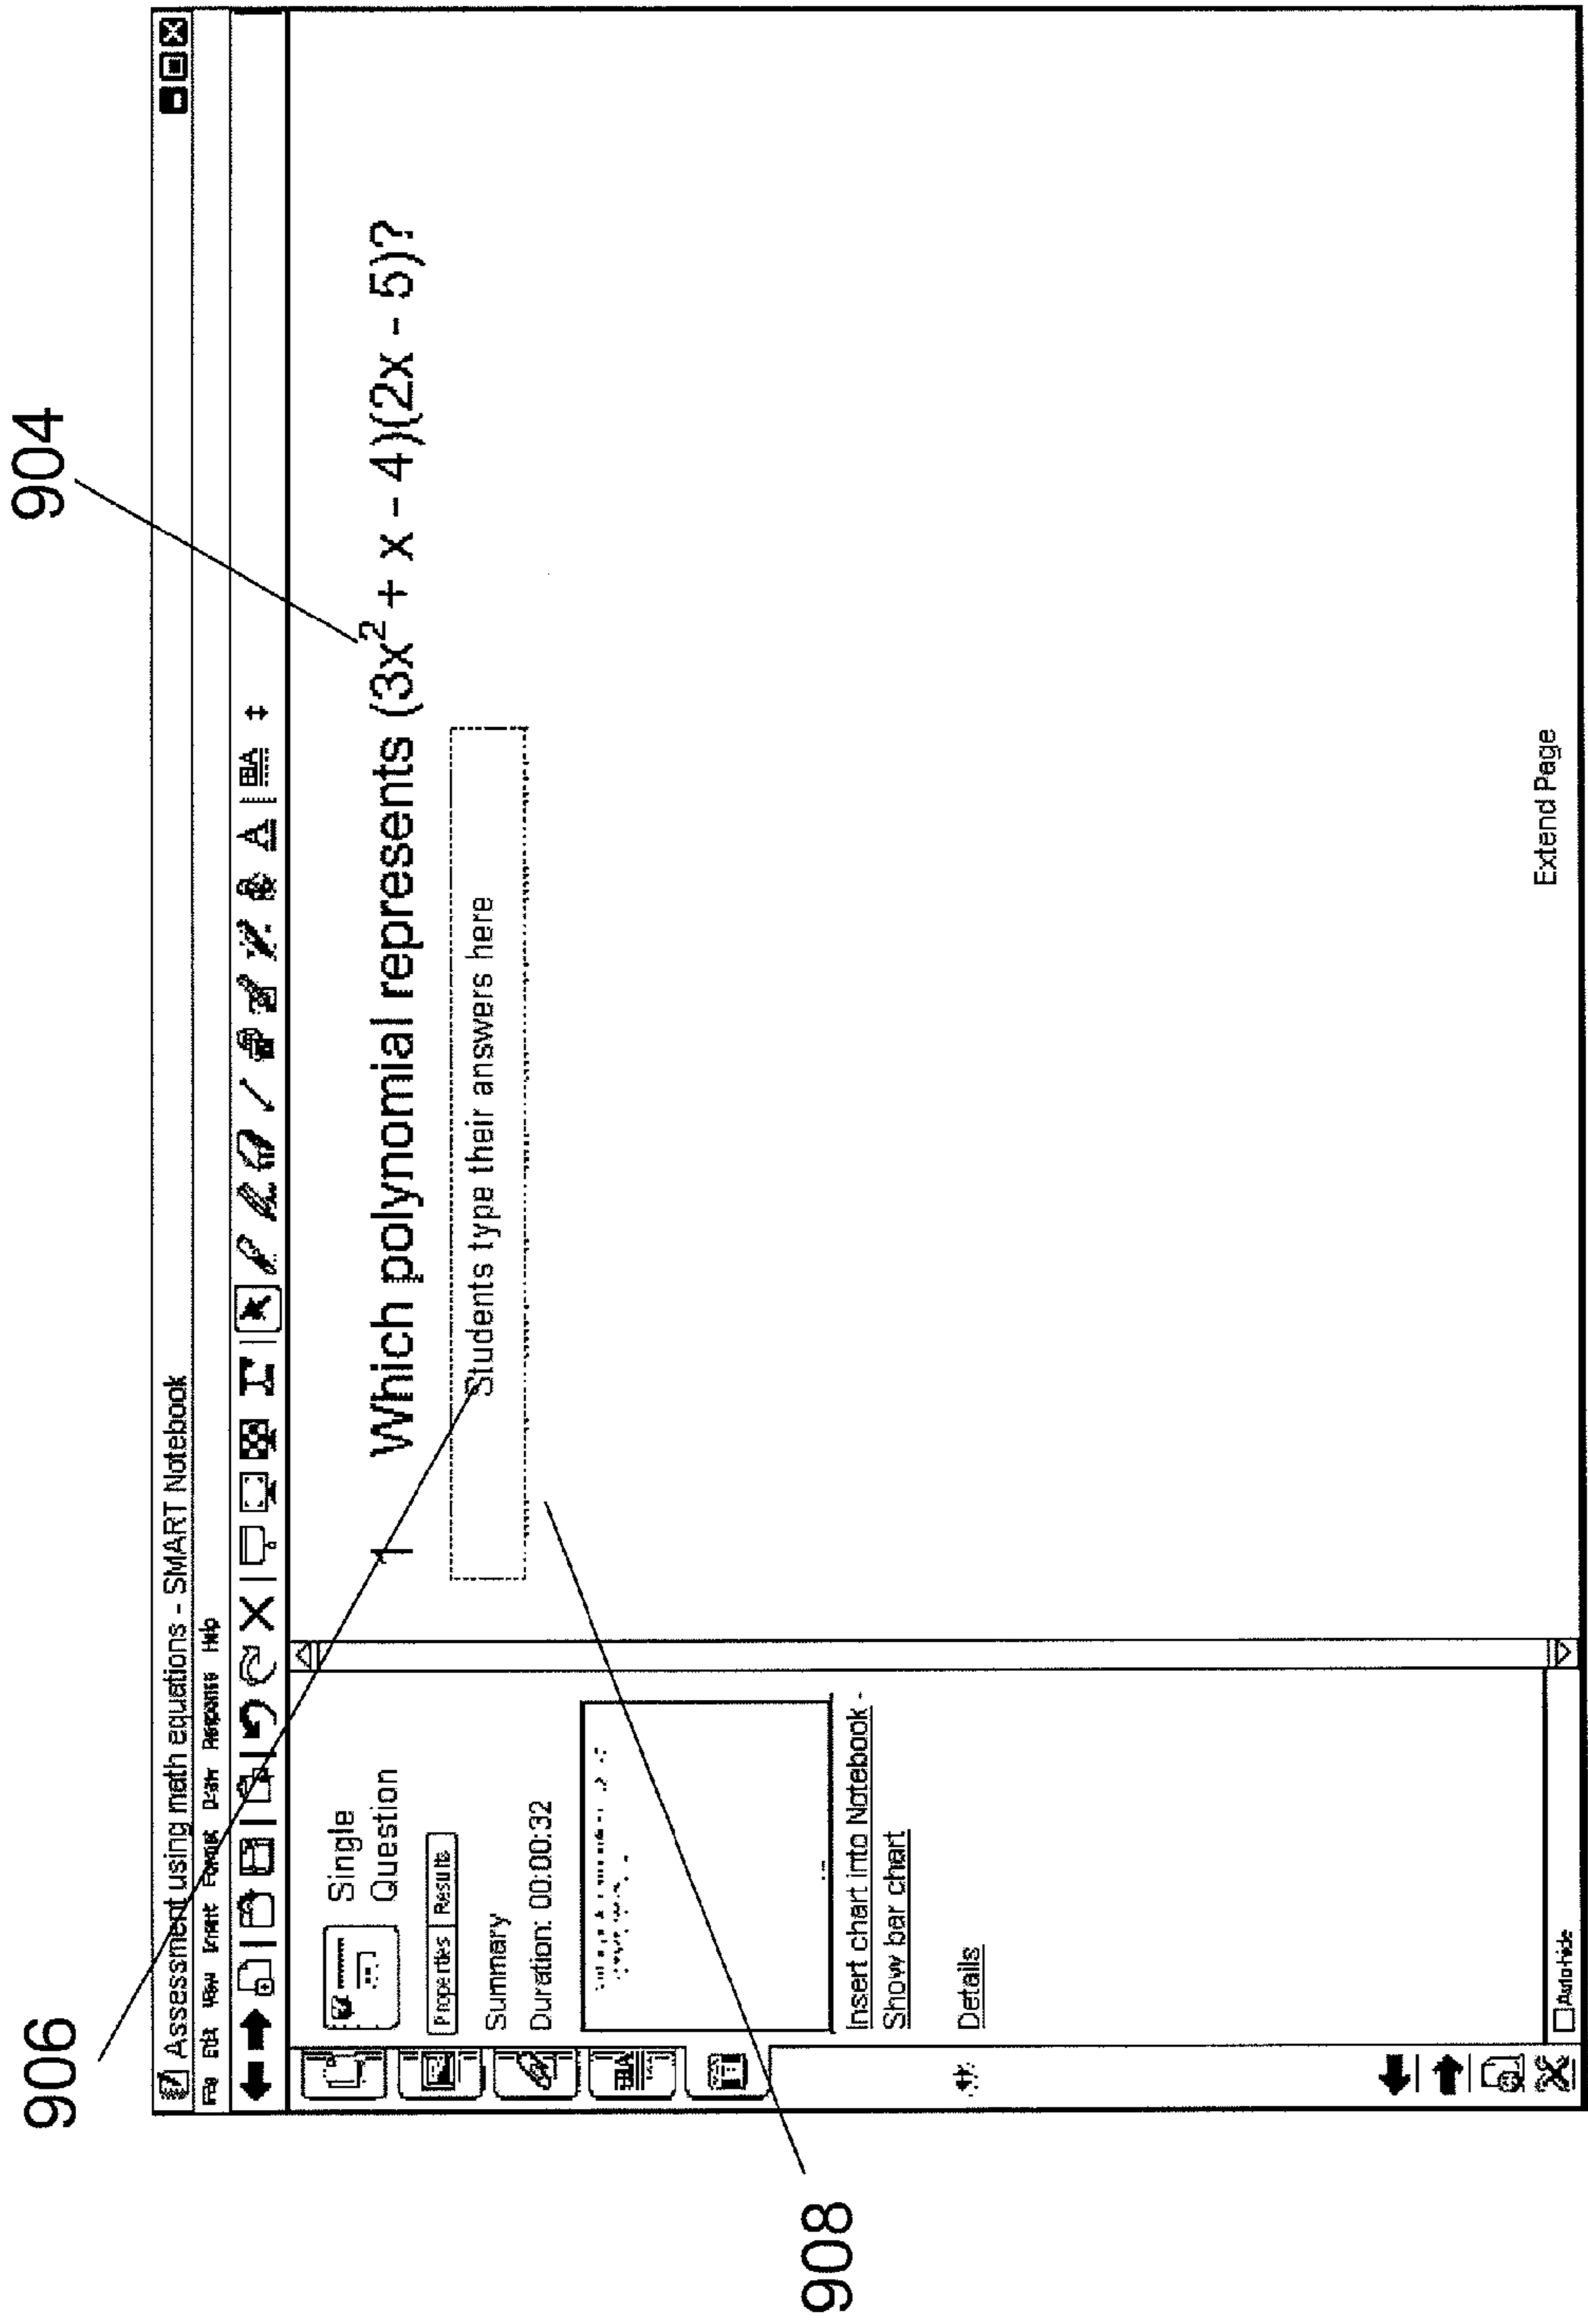 904
906
Assessment using math equations - SMART Notebook
File Edit View Insert Format Draw Response Help
1 Which polynomial represents (3x² + x - 4)(2x - 5)?
Students type their answers here
Single
Question
Properties Results
Summary
Duration: 00:00:32
Insert chart into Notebook -
Show bar chart
Details
Extend Page
Auto-hide
908